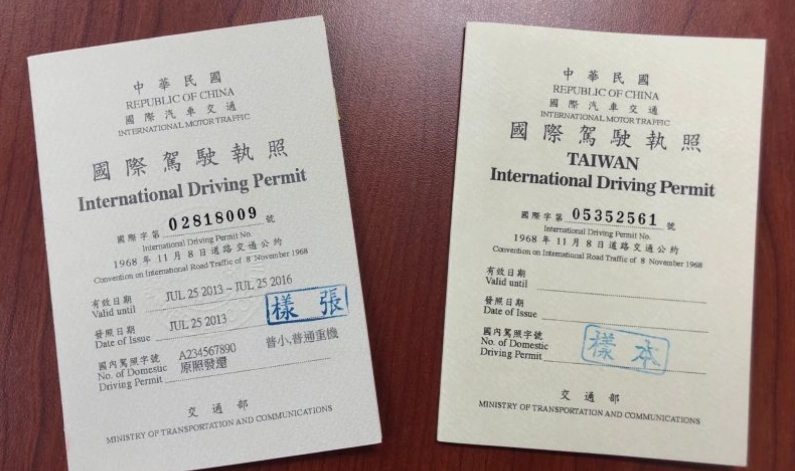 中華民國
REPUBLIC OF CHINA
國際汽車交通
INTERNATIONAL MOTOR TRAFFIC
國際駕駛執照
International Driving Permit
國際字第 02818009 號
International Driving Permit No.
1968 年 11 月 8 日道路交通公約
Convention on International Road Traffic of 8 November 1968
有效日期
Valid until JUL 25 2013 ~ JUL 25 2016
發照日期
Date of Issue JUL 25 2013
樣張
國內駕照字號
No. of Domestic
Driving Permit
A234567890 普小、普通重機
原照發還
交通部
MINISTRY OF TRANSPORTATION AND COMMUNICATIONS
中華民國
REPUBLIC OF CHINA
國際汽車交通
INTERNATIONAL MOTOR TRAFFIC
國際駕駛執照
TAIWAN
International Driving Permit
國際字第 05352561 號
International Driving Permit No.
1968 年 11 月 8 日道路交通公約
Convention on International Road Traffic of 8 November 1968
有效日期
Valid until
發照日期
Date of Issue
國內駕照字號
No. of Domestic
Driving Permit
樣本
交通部
MINISTRY OF TRANSPORTATION AND COMMUNICATIONS